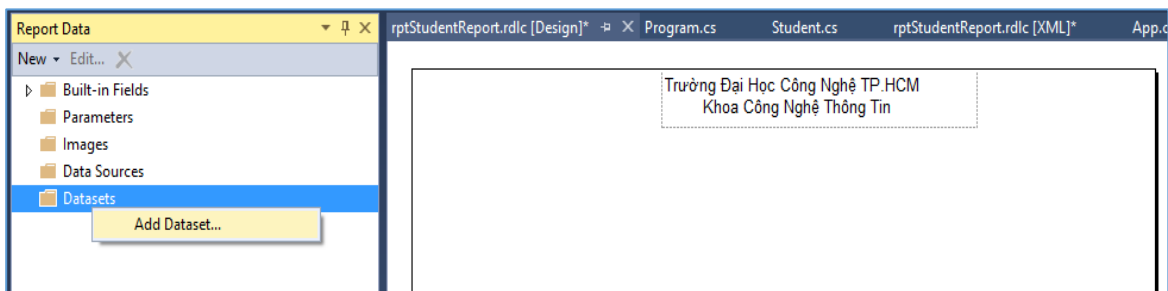 Report Data
rptStudentReport.rdlc [Design]*
Program.cs
Student.cs
rptStudentReport.rdlc [XML]*
App.c
New
Edit...
Built-in Fields
Parameters
Images
Data Sources
Datasets
Add Dataset...
Trường Đại Học Công Nghệ TP.HCM
Khoa Công Nghệ Thông Tin